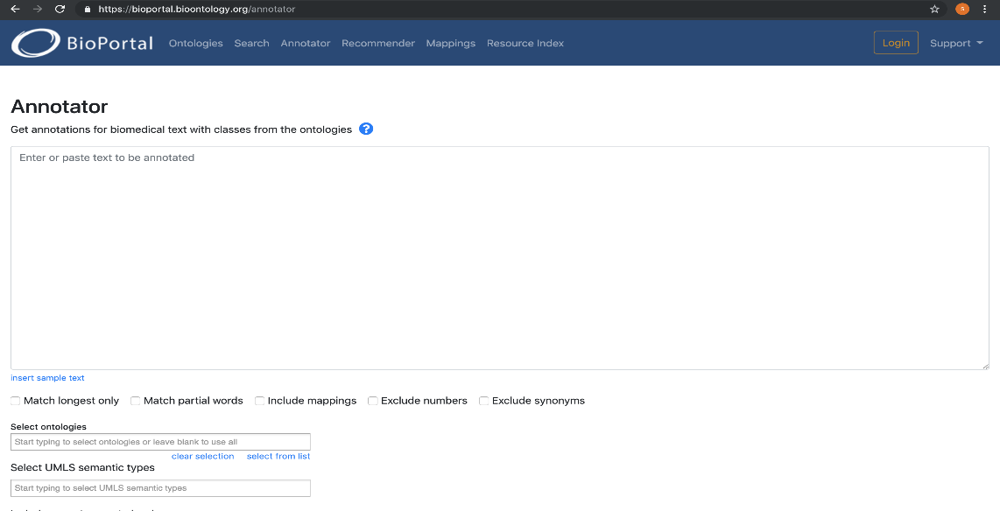 https://bioportal.bioontology.org/annotator
S
BioPortal Ontologies Search Annotator Recommender Mappings Resource Index Login Support
Annotator
Get annotations for biomedical text with classes from the ontologies ?
Enter or paste text to be annotated
insert sample text
Match longest only Match partial words Include mappings Exclude numbers Exclude synonyms
Select ontologies
Start typing to select ontologies or leave blank to use all
clear selection select from list
Select UMLS semantic types
Start typing to select UMLS semantic types